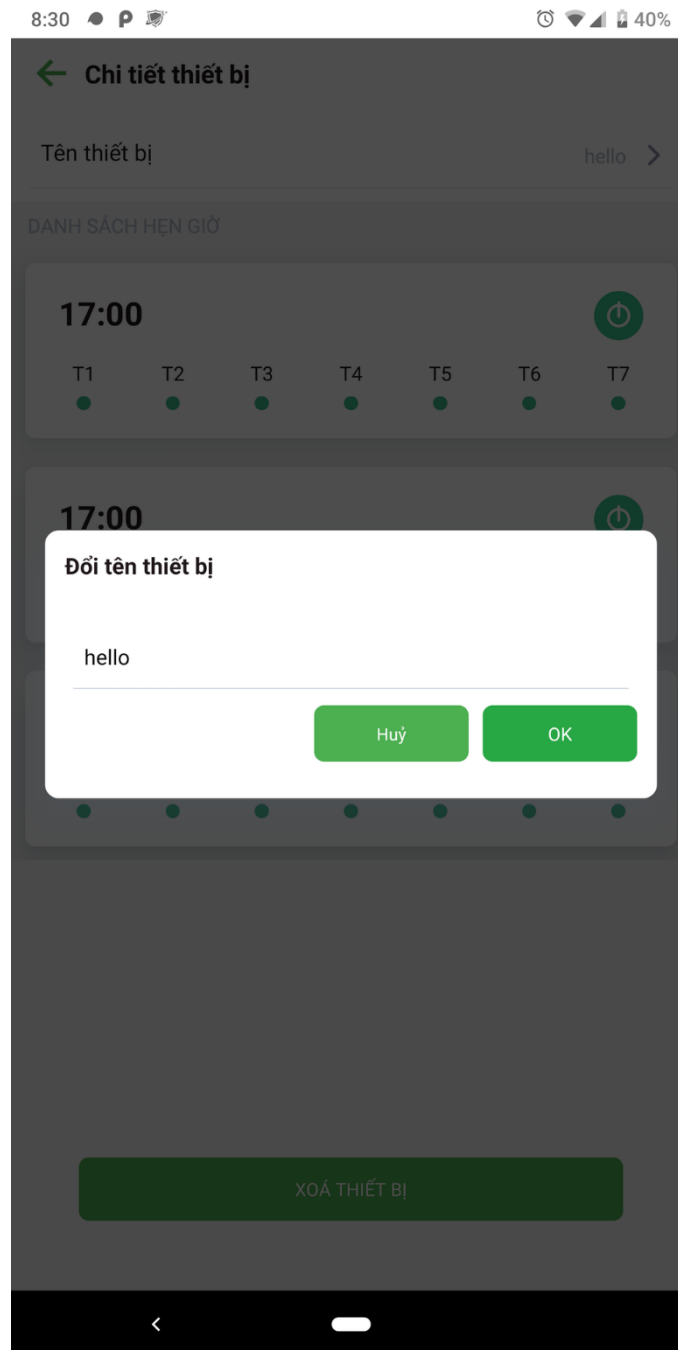 8:30 40%
Chi tiết thiết bị
Tên thiết bị hello
DANH SÁCH HẸN GIỜ
17:00
T1 T2 T3 T4 T5 T6 T7
17:00
Đổi tên thiết bị
hello
Huỷ OK
XOÁ THIẾT BỊ